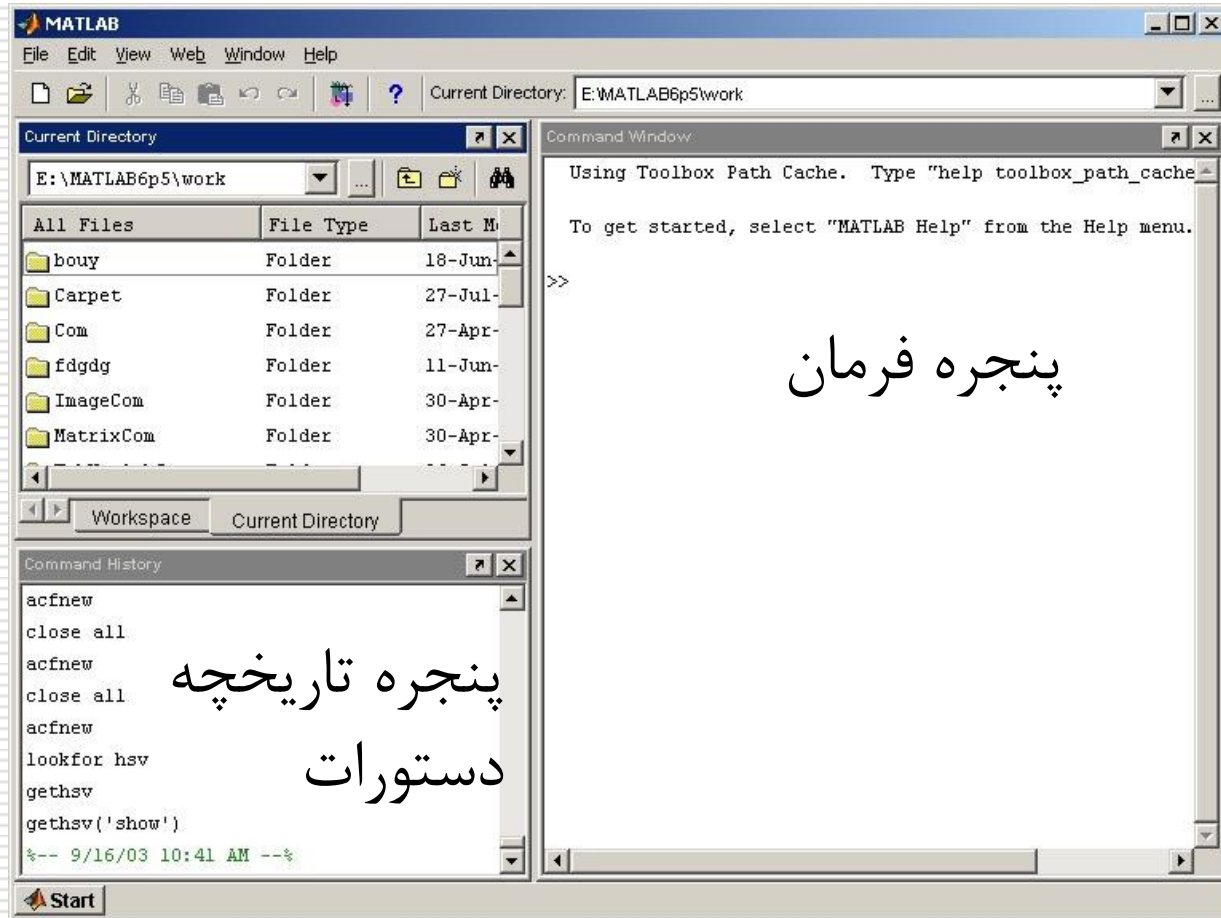 MATLAB
File Edit View Web Window Help
? Current Directory: E:\MATLAB6p5\work ...
Current Directory
E:\MATLAB6p5\work ...
All Files File Type Last M
bouy Folder 18-Jun-
Carpet Folder 27-Jul-
Com Folder 27-Apr-
fdgdg Folder 11-Jun-
ImageCom Folder 30-Apr-
MatrixCom Folder 30-Apr-
Workspace Current Directory
Command History
acfnew
close all
acfnew
close all
acfnew
lookfor hsv
gethsv
gethsv('show')
%-- 9/16/03 10:41 AM --%
پنجره تاریخچه
دستورات
Command Window
Using Toolbox Path Cache. Type "help toolbox_path_cache
To get started, select "MATLAB Help" from the Help menu.
>>
پنجره فرمان
Start